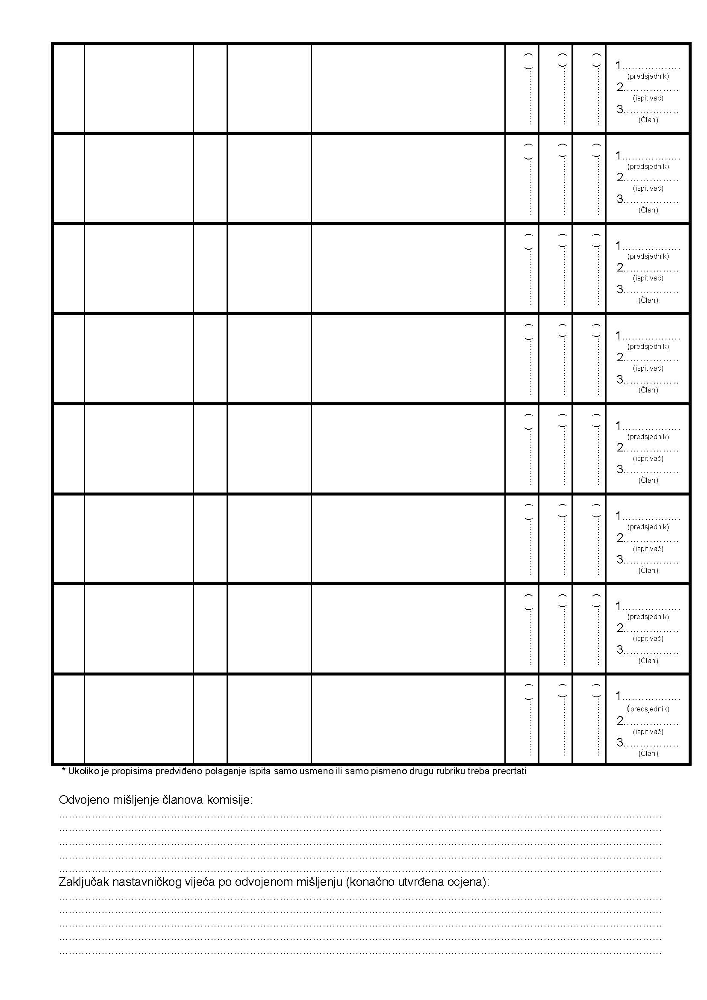 ( )..................... ( )..................... ( )..................... 1..................
(predsjednik)
2.................
(ispitivač)
3.................
(Član)
( )..................... ( )..................... ( )..................... 1..................
(predsjednik)
2.................
(ispitivač)
3.................
(Član)
( )..................... ( )..................... ( )..................... 1..................
(predsjednik)
2.................
(ispitivač)
3.................
(Član)
( )..................... ( )..................... ( )..................... 1..................
(predsjednik)
2.................
(ispitivač)
3.................
(Član)
( )..................... ( )..................... ( )..................... 1..................
(predsjednik)
2.................
(ispitivač)
3.................
(Član)
( )..................... ( )..................... ( )..................... 1..................
(predsjednik)
2.................
(ispitivač)
3.................
(Član)
( )..................... ( )..................... ( )..................... 1..................
(predsjednik)
2.................
(ispitivač)
3.................
(Član)
( )..................... ( )..................... ( )..................... 1..................
(predsjednik)
2.................
(ispitivač)
3.................
(Član)
* Ukoliko je propisima predviđeno polaganje ispita samo usmeno ili samo pismeno drugu rubriku treba precrtati
Odvojeno mišljenje članova komisije:
Zaključak nastavničkog vijeća po odvojenom mišljenju (konačno utvrđena ocjena):